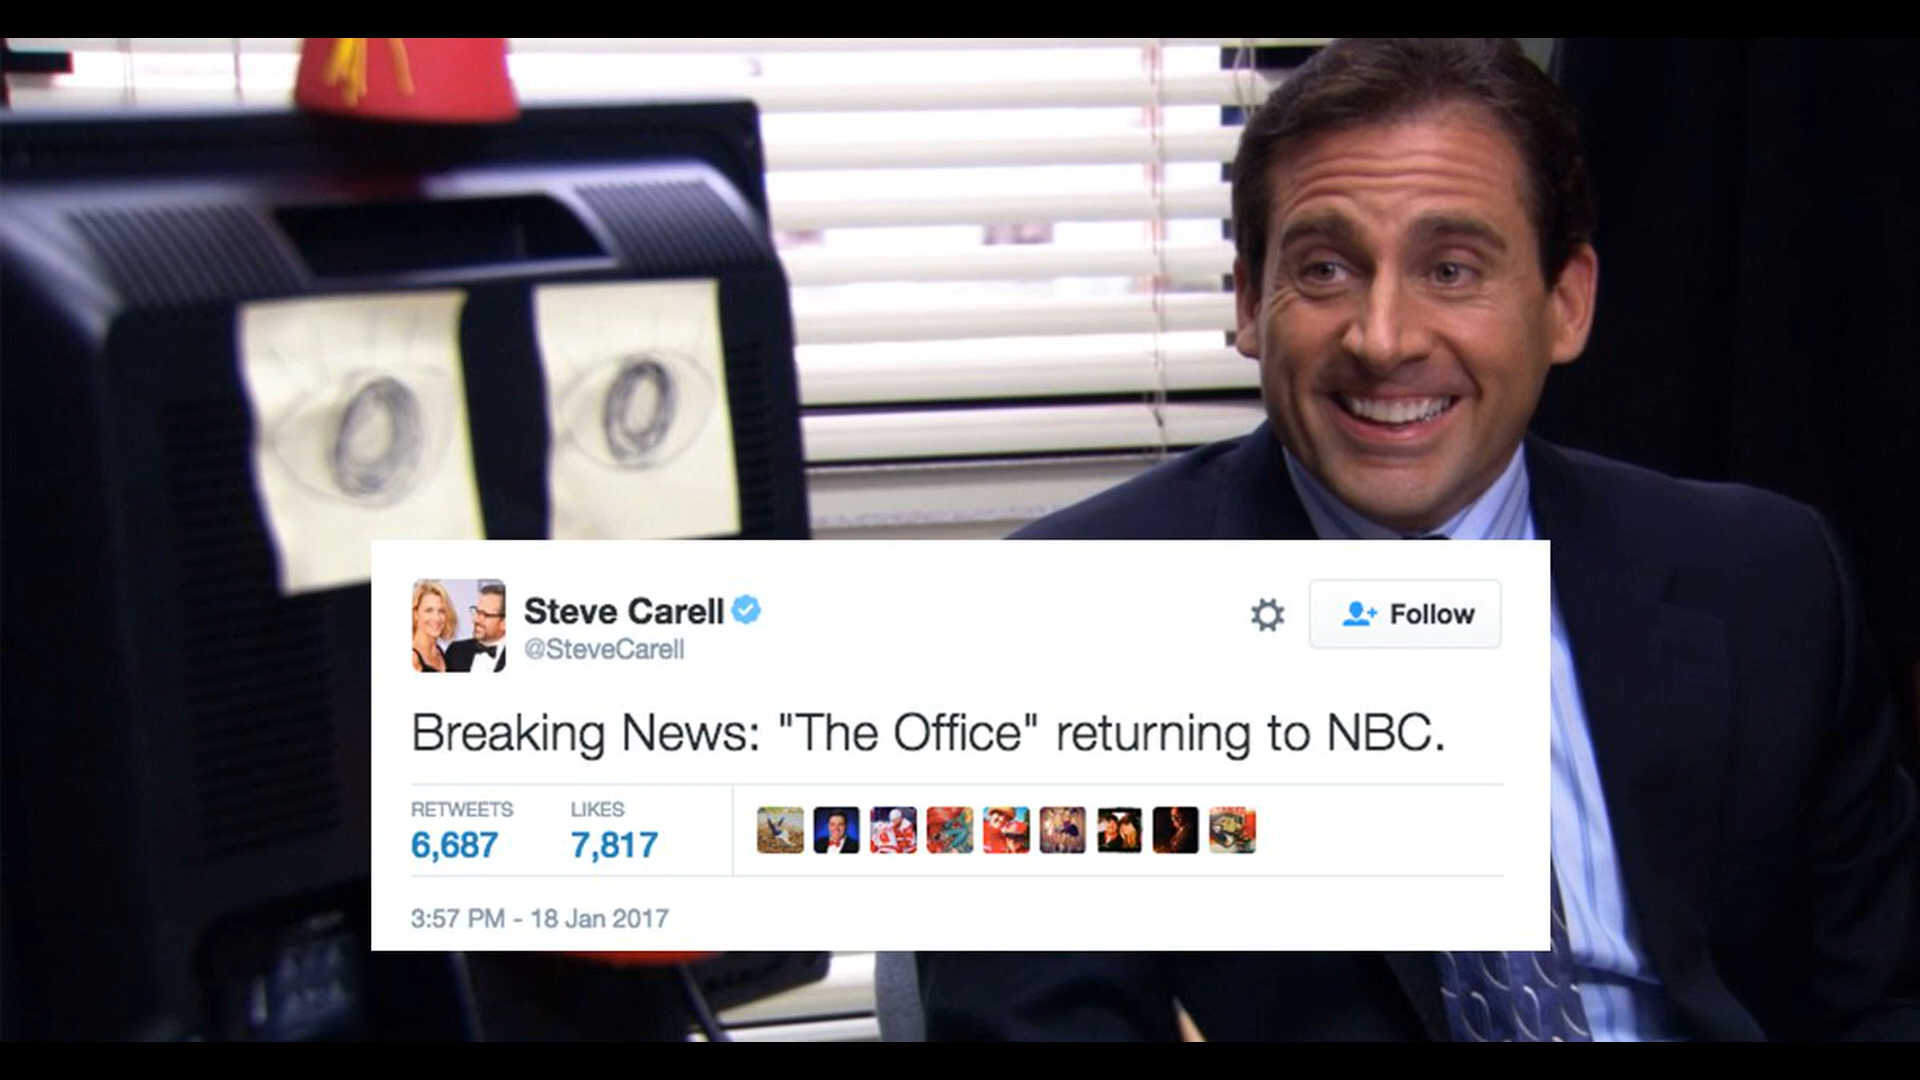 Steve Carell
@SteveCarell
Follow
Breaking News: "The Office" returning to NBC.
RETWEETS LIKES
6,687 7,817
3:57 PM - 18 Jan 2017